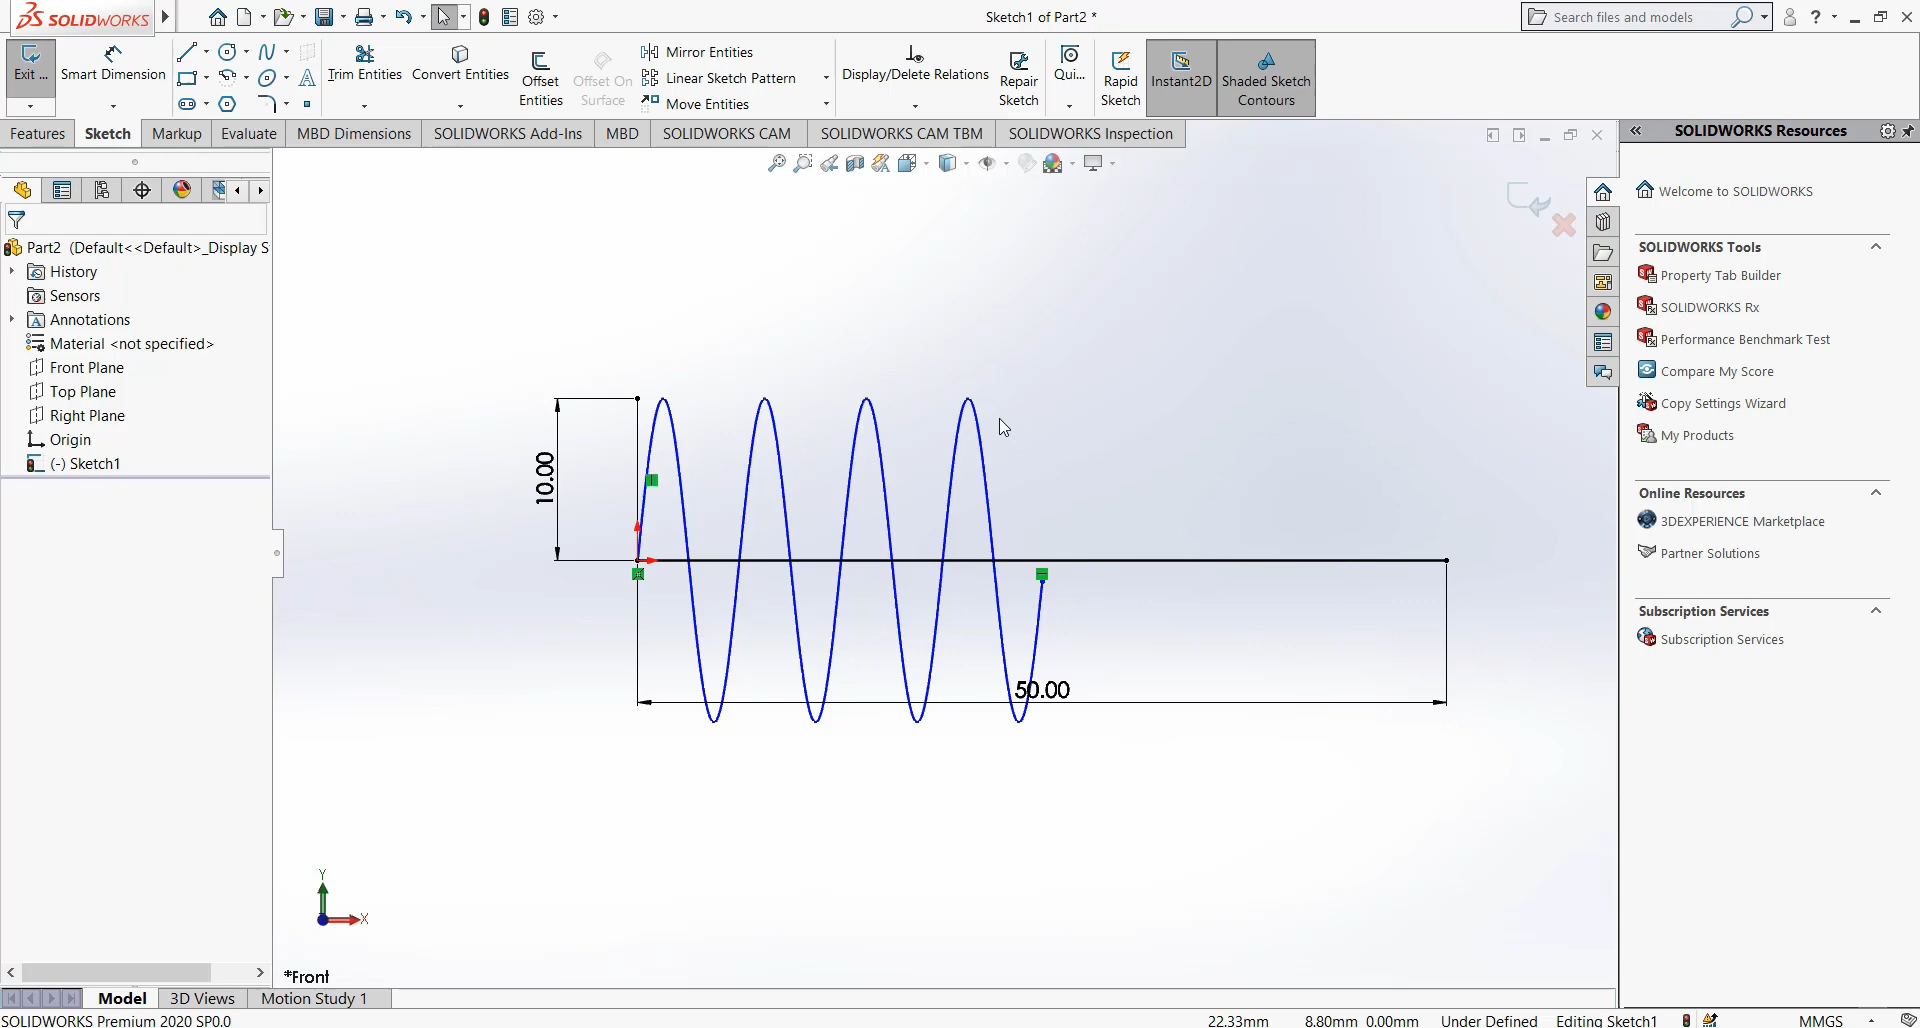 SOLIDWORKS
Sketch1 of Part2 *
Search files and models
?
Exit ...
Smart Dimension
Trim Entities
Convert Entities
Offset
Entities
Offset On
Surface
Mirror Entities
Linear Sketch Pattern
Move Entities
Display/Delete Relations
Repair
Sketch
Qui...
Rapid
Sketch
Instant2D
Shaded Sketch
Contours
Features
Sketch
Markup
Evaluate
MBD Dimensions
SOLIDWORKS Add-Ins
MBD
SOLIDWORKS CAM
SOLIDWORKS CAM TBM
SOLIDWORKS Inspection
Part2 (Default<<Default>_Display S
History
Sensors
Annotations
Material <not specified>
Front Plane
Top Plane
Right Plane
Origin
(-) Sketch1
10.00
50.00
Y
X
*Front
SOLIDWORKS Resources
Welcome to SOLIDWORKS
SOLIDWORKS Tools
Property Tab Builder
SOLIDWORKS Rx
Performance Benchmark Test
Compare My Score
Copy Settings Wizard
My Products
Online Resources
3DEXPERIENCE Marketplace
Partner Solutions
Subscription Services
Subscription Services
Model
3D Views
Motion Study 1
SOLIDWORKS Premium 2020 SP0.0
22.33mm
8.80mm 0.00mm
Under Defined
Editing Sketch1
MMGS